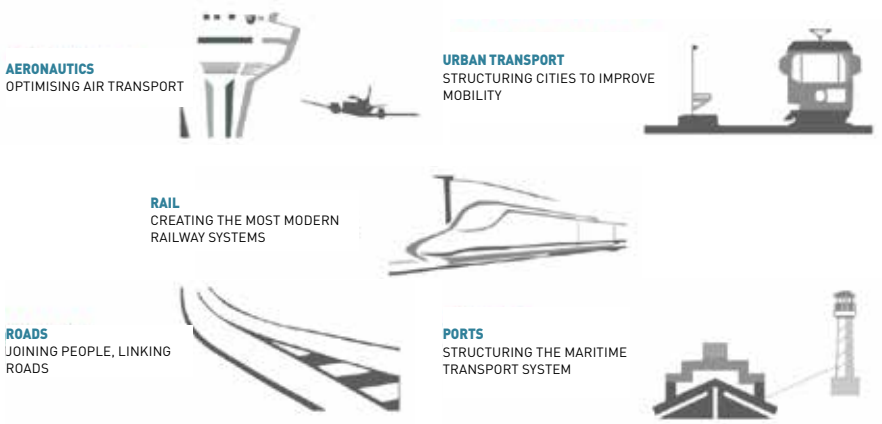 AERONAUTICS
OPTIMISING AIR TRANSPORT
URBAN TRANSPORT
STRUCTURING CITIES TO IMPROVE
MOBILITY
RAIL
CREATING THE MOST MODERN
RAILWAY SYSTEMS
ROADS
JOINING PEOPLE, LINKING
ROADS
PORTS
STRUCTURING THE MARITIME
TRANSPORT SYSTEM